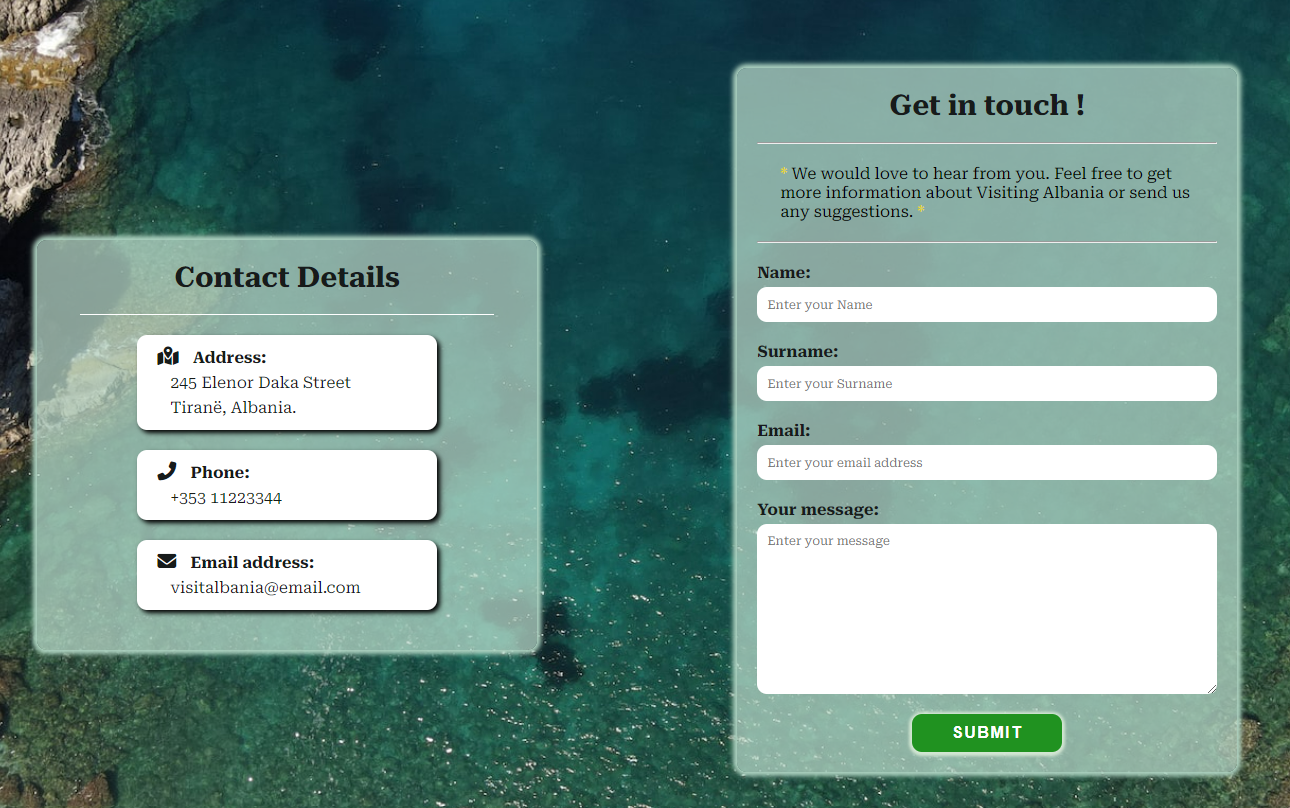 Contact Details
Address:
245 Elenor Daka Street
Tiranë, Albania.
Phone:
+353 11223344
Email address:
visitalbania@email.com
Get in touch !
* We would love to hear from you. Feel free to get
more information about Visiting Albania or send us
any suggestions. *
Name:
Enter your Name
Surname:
Enter your Surname
Email:
Enter your email address
Your message:
Enter your message
SUBMIT